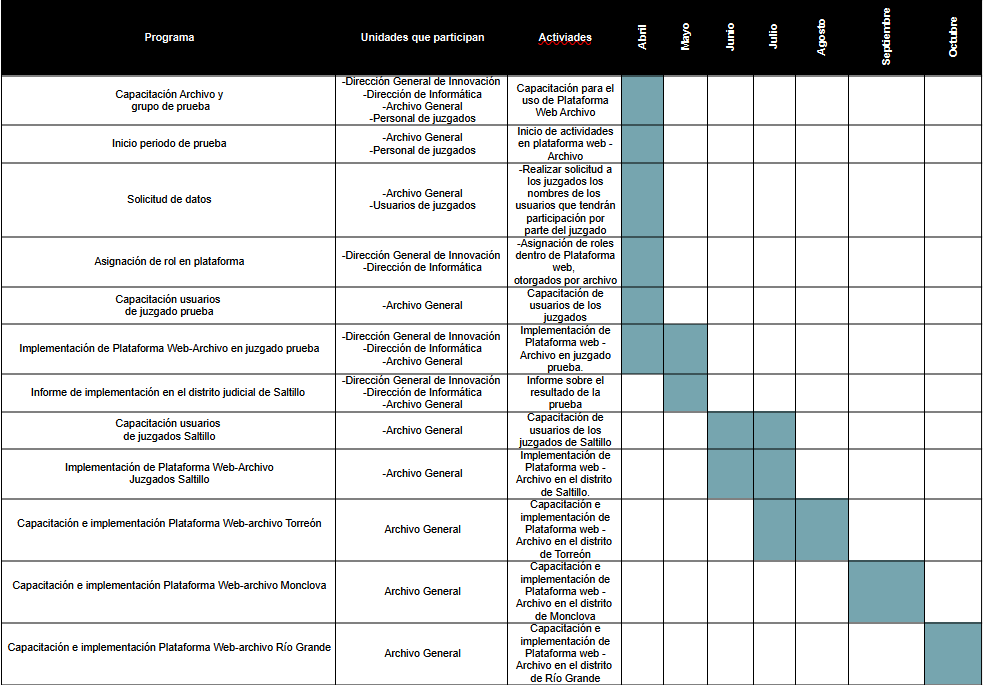 Programa
Unidades que participan
Activiades
Abril
Mayo
Junio
Julio
Agosto
Septiembre
Octubre
Capacitación Archivo y
grupo de prueba
-Dirección General de Innovación
-Dirección de Informática
-Archivo General
-Personal de juzgados
Capacitación para el
uso de Plataforma
Web Archivo
Inicio periodo de prueba
-Archivo General
-Personal de juzgados
Inicio de actividades
en plataforma web -
Archivo
Solicitud de datos
-Archivo General
-Usuarios de juzgados
-Realizar solicitud a
los juzgados los
nombres de los
usuarios que tendrán
participación por
parte del juzgado
Asignación de rol en plataforma
-Dirección General de Innovación
-Dirección de Informática
-Asignación de roles
dentro de Plataforma
web,
otorgados por archivo
Capacitación usuarios
de juzgado prueba
-Archivo General
Capacitación de
usuarios de los
juzgados
Implementación de Plataforma Web-Archivo en juzgado prueba
-Dirección General de Innovación
-Dirección de Informática
-Archivo General
Implementación de
Plataforma web -
Archivo en juzgado
prueba.
Informe de implementación en el distrito judicial de Saltillo
-Dirección General de Innovación
-Dirección de Informática
-Archivo General
Informe sobre el
resultado de la
prueba
Capacitación usuarios
de juzgados Saltillo
-Archivo General
Capacitación de
usuarios de los
juzgados de Saltillo
Implementación de Plataforma Web-Archivo
Juzgados Saltillo
-Archivo General
Implementación de
Plataforma web -
Archivo en el distrito
de Saltillo.
Capacitación e implementación Plataforma Web-archivo Torreón
Archivo General
Capacitación e
implementación de
Plataforma web -
Archivo en el distrito
de Torreón
Capacitación e implementación Plataforma Web-archivo Monclova
Archivo General
Capacitación e
implementación de
Plataforma web -
Archivo en el distrito
de Monclova
Capacitación e implementación Plataforma Web-archivo Río Grande
Archivo General
Capacitación e
implementación de
Plataforma web -
Archivo en el distrito
de Río Grande